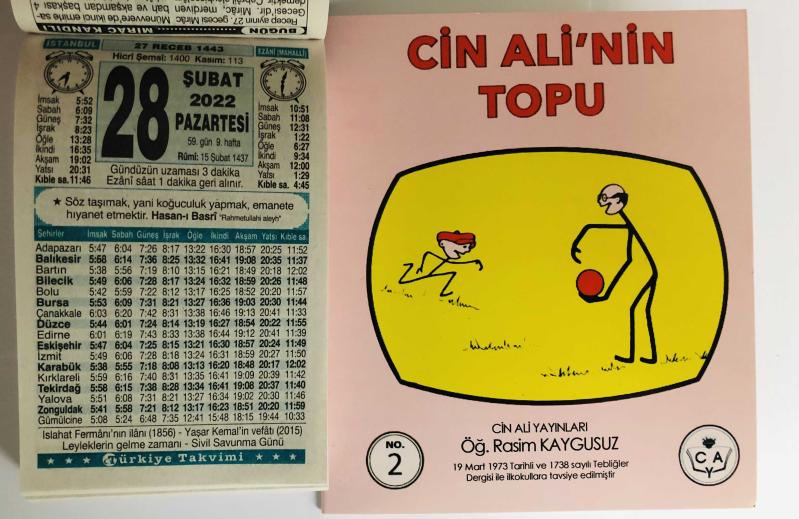 BUGÜN ......... MİRAC KANDİLİ
Recep ayının 27. gecesi Mirâc
İSTANBUL
27 RECEB 1443
EZÂNÎ (MAHALLÎ)
Hicrî Şemsî: 1400 Kasım: 113
28
ŞUBAT
2022
PAZARTESİ
59. gün 9. hafta
Rûmî: 15 Şubat 1437
İmsak 5:52
Sabah 6:09
Güneş 7:32
İşrak 8:23
Öğle 13:28
İkindi 16:35
Akşam 19:02
Yatsı 20:31
Kıble sa. 11:46
İmsak 10:51
Sabah 11:08
Güneş 12:31
İşrak 1:22
Öğle 6:27
İkindi 9:34
Akşam 12:00
Yatsı 1:29
Kıble sa. 4:45
Gündüzün uzaması 3 dakika
Ezânî sâat 1 dakika geri alınır.
★ Söz taşımak, yani koğuculuk yapmak, emanete
hıyanet etmektir. Hasan-ı Basrî "Rahmetullahi aleyh"
Şehirler İmsak Sabah Güneş İşrak Öğle İkindi Akşam Yatsı Kıble sa.
Adapazarı 5:47 6:04 7:26 8:17 13:22 16:30 18:57 20:25 11:52
Balıkesir 5:58 6:14 7:36 8:25 13:32 16:41 19:08 20:35 11:37
Bartın 5:38 5:56 7:19 8:10 13:15 16:21 18:49 20:18 12:02
Bilecik 5:49 6:06 7:28 8:17 13:24 16:32 18:59 20:26 11:48
Bolu 5:42 5:59 7:22 8:12 13:17 16:25 18:52 20:20 11:57
Bursa 5:53 6:09 7:31 8:21 13:27 16:36 19:03 20:30 11:44
Çanakkale 6:03 6:20 7:42 8:31 13:38 16:46 19:13 20:41 11:33
Düzce 5:44 6:01 7:24 8:14 13:19 16:27 18:54 20:22 11:55
Edirne 6:01 6:19 7:43 8:33 13:38 16:44 19:12 20:41 11:39
Eskişehir 5:47 6:04 7:25 8:15 13:21 16:30 18:57 20:24 11:49
İzmit 5:49 6:06 7:28 8:18 13:24 16:31 18:59 20:27 11:50
Karabük 5:38 5:55 7:18 8:08 13:13 16:20 18:48 20:17 12:02
Kırklareli 5:59 6:16 7:40 8:31 13:35 16:41 19:09 20:39 11:42
Tekirdağ 5:58 6:15 7:38 8:28 13:34 16:41 19:08 20:37 11:40
Yalova 5:51 6:08 7:31 8:21 13:27 16:34 19:02 20:30 11:46
Zonguldak 5:41 5:58 7:21 8:12 13:17 16:23 18:51 20:20 11:59
Gümülcine 5:08 5:24 6:48 7:35 12:41 15:48 18:15 19:44 10:33
Islahat Fermânı'nın ilânı (1856) - Yaşar Kemal'in vefâtı (2015)
Leyleklerin gelme zamanı - Sivil Savunma Günü
Türkiye Takvimi
CİN ALİ'NİN
TOPU
CİN ALİ YAYINLARI
Öğ. Rasim KAYGUSUZ
19 Mart 1973 Tarihli ve 1738 sayılı Tebliğler
Dergisi ile ilkokullara tavsiye edilmiştir
NO.
2
C A
Y